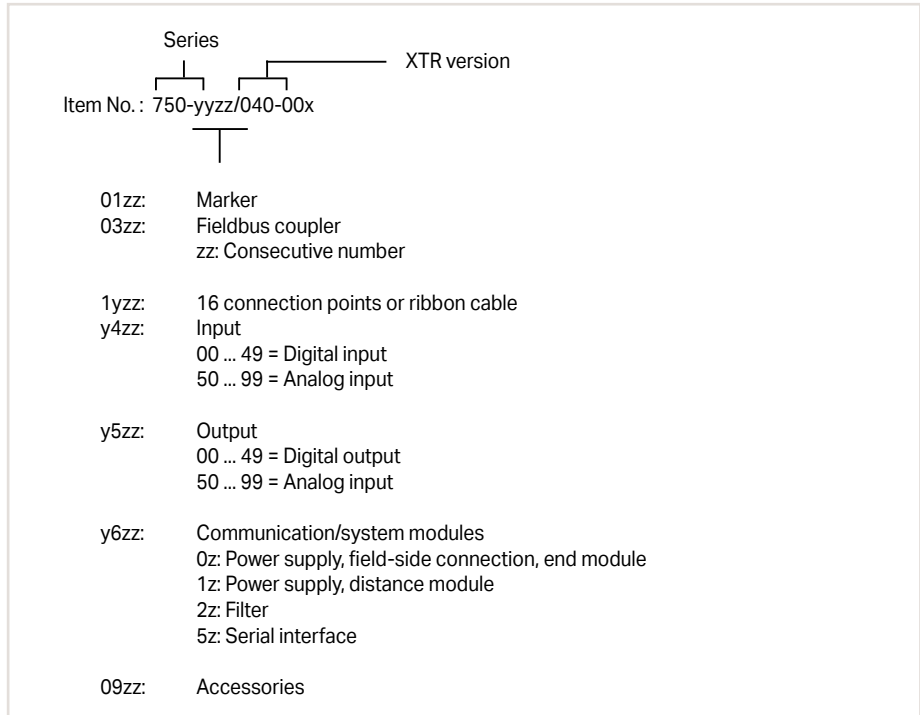 Series
XTR version
Item No.: 750-yyzz/040-00x
01zz: Marker
03zz: Fieldbus coupler
zz: Consecutive number
1yzz: 16 connection points or ribbon cable
y4zz: Input
00 ... 49 = Digital input
50 ... 99 = Analog input
y5zz: Output
00 ... 49 = Digital output
50 ... 99 = Analog input
y6zz: Communication/system modules
0z: Power supply, field-side connection, end module
1z: Power supply, distance module
2z: Filter
5z: Serial interface
09zz: Accessories